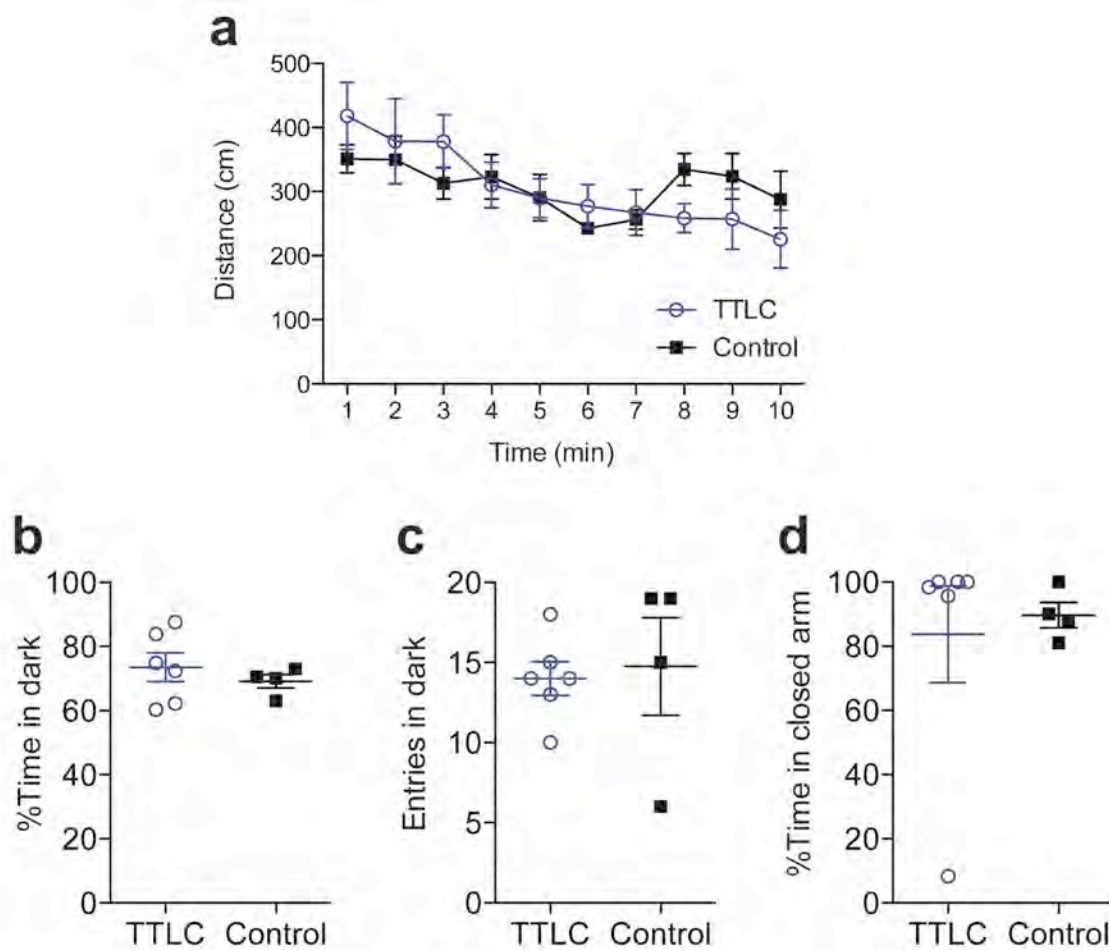 a
500
400
300
200
100
0
Distance (cm)
TTLC
Control
1 2 3 4 5 6 7 8 9 10
Time (min)
b
100
80
60
40
20
0
%Time in dark
TTLC Control
c
20
15
10
5
0
Entries in dark
TTLC Control
d
100
80
60
40
20
0
%Time in closed arm
TTLC Control